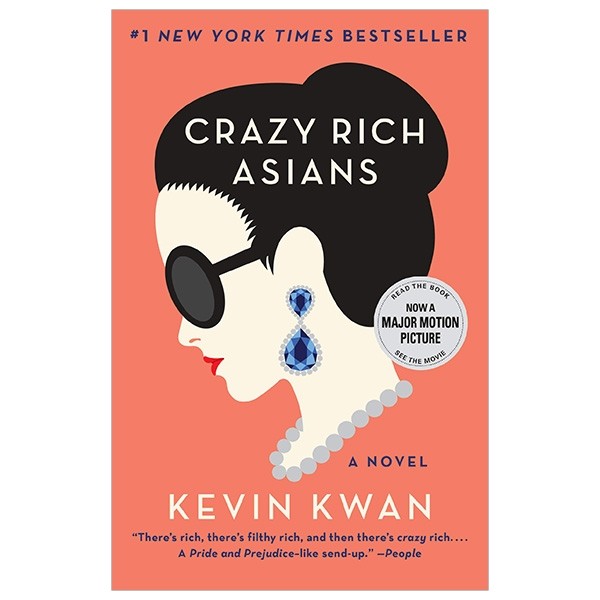 #1 NEW YORK TIMES BESTSELLER
CRAZY RICH
ASIANS
READ THE BOOK
NOW A
MAJOR MOTION
PICTURE
SEE THE MOVIE
A NOVEL
KEVIN KWAN
“There’s rich, there’s filthy rich, and then there’s crazy rich....
A Pride and Prejudice–like send-up.” —People